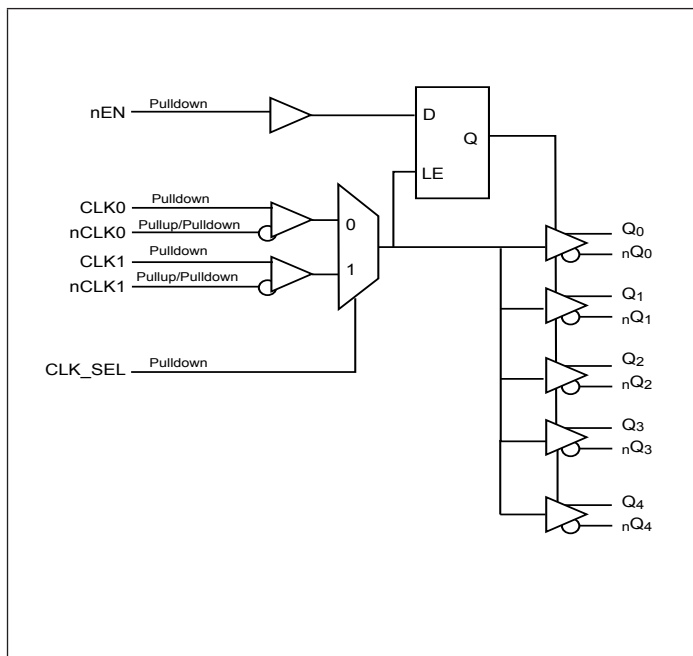 nEN Pulldown
D
Q
LE
CLK0 Pulldown
nCLK0 Pullup/Pulldown
CLK1 Pulldown
nCLK1 Pullup/Pulldown
0
1
CLK_SEL Pulldown
Q0
nQ0
Q1
nQ1
Q2
nQ2
Q3
nQ3
Q4
nQ4